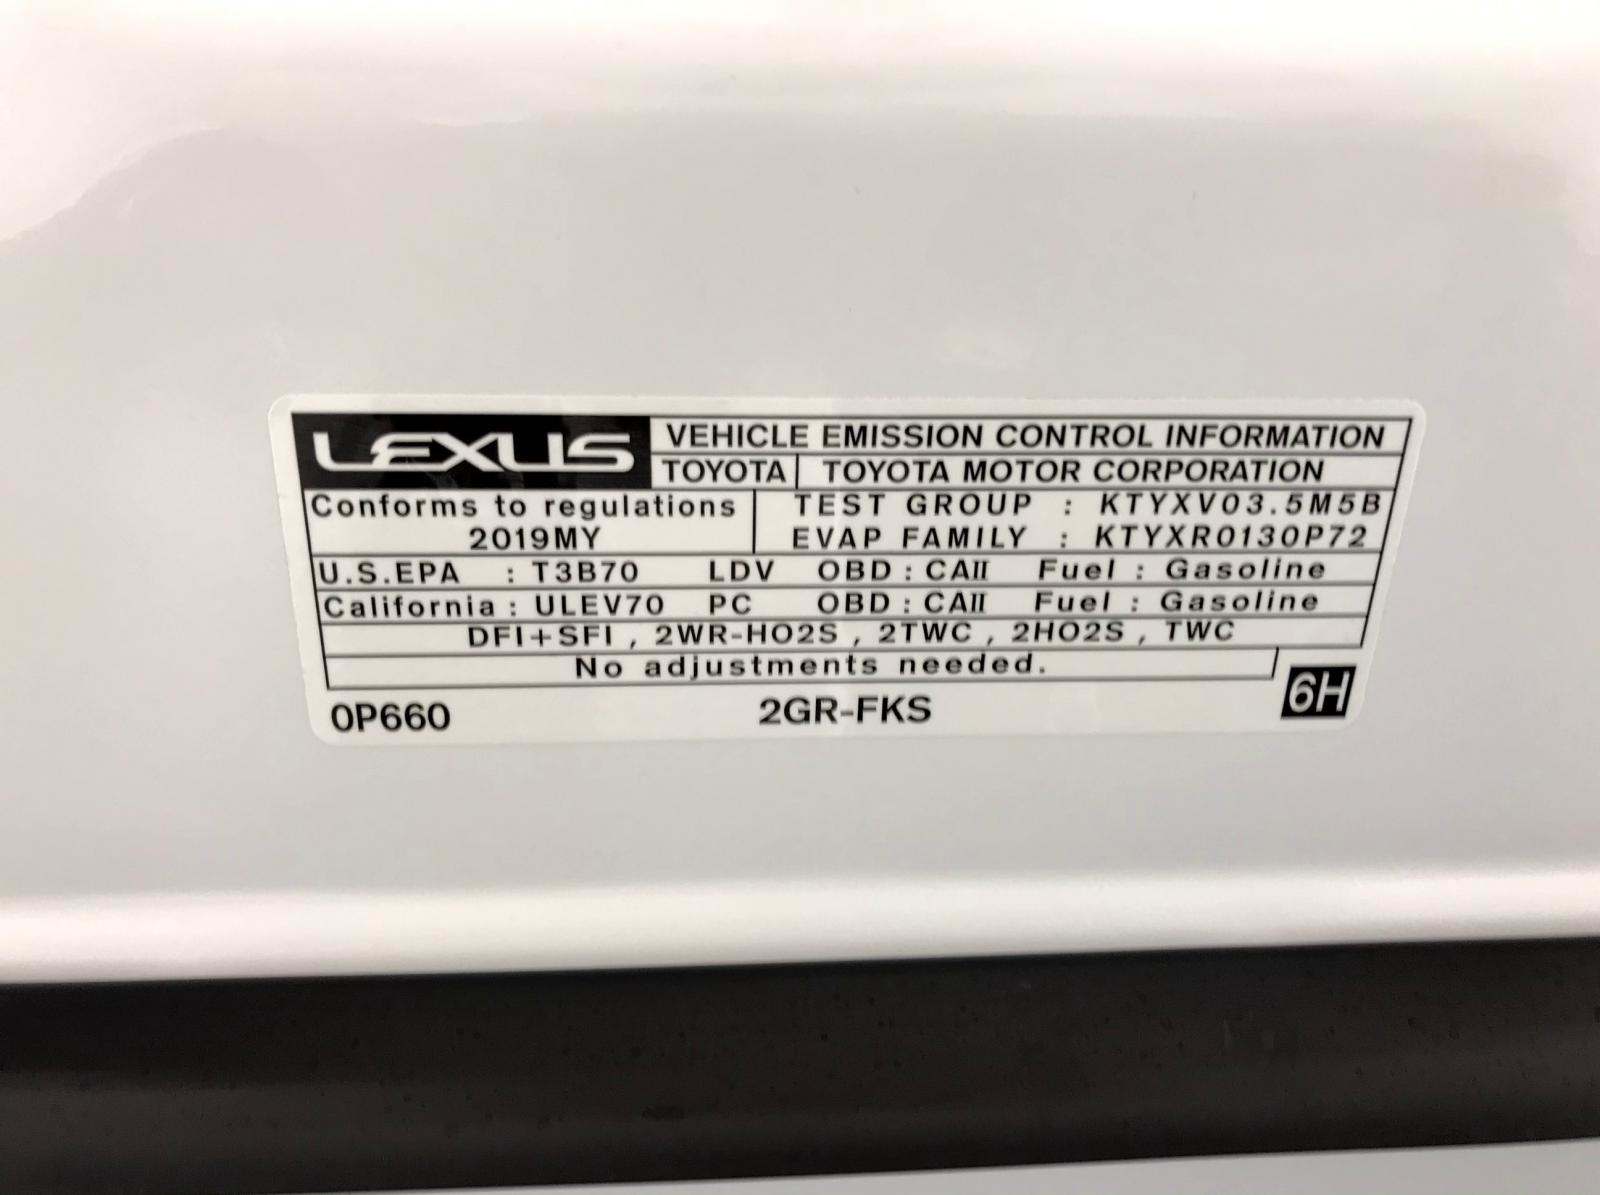 LEXUS VEHICLE EMISSION CONTROL INFORMATION
TOYOTA TOYOTA MOTOR CORPORATION
Conforms to regulations TEST GROUP : KTYXV03.5M5B
2019MY EVAP FAMILY : KTYXR0130P72
U.S.EPA : T3B70 LDV OBD : CAII Fuel : Gasoline
California : ULEV70 PC OBD : CAII Fuel : Gasoline
DFI+SFI , 2WR-HO2S , 2TWC , 2HO2S , TWC
No adjustments needed.
0P660 2GR-FKS 6H